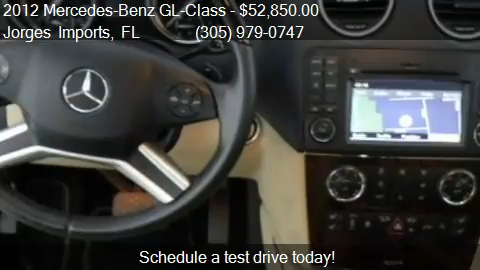 2012 Mercedes-Benz GL-Class - $52,850.00
Jorges Imports, FL (305) 979-0747
Schedule a test drive today!